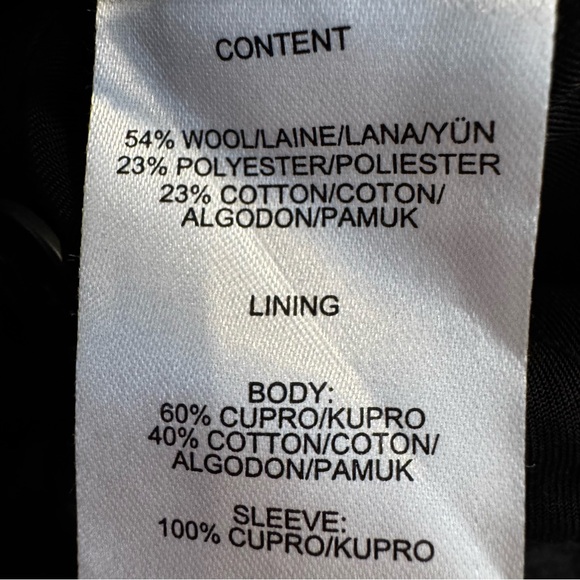 CONTENT
54% WOOL/LAINE/LANA/YÜN
23% POLYESTER/POLIESTER
23% COTTON/COTON/
ALGODON/PAMUK
LINING
BODY:
60% CUPRO/KUPRO
40% COTTON/COTON/
ALGODON/PAMUK
SLEEVE:
100% CUPRO/KUPRO